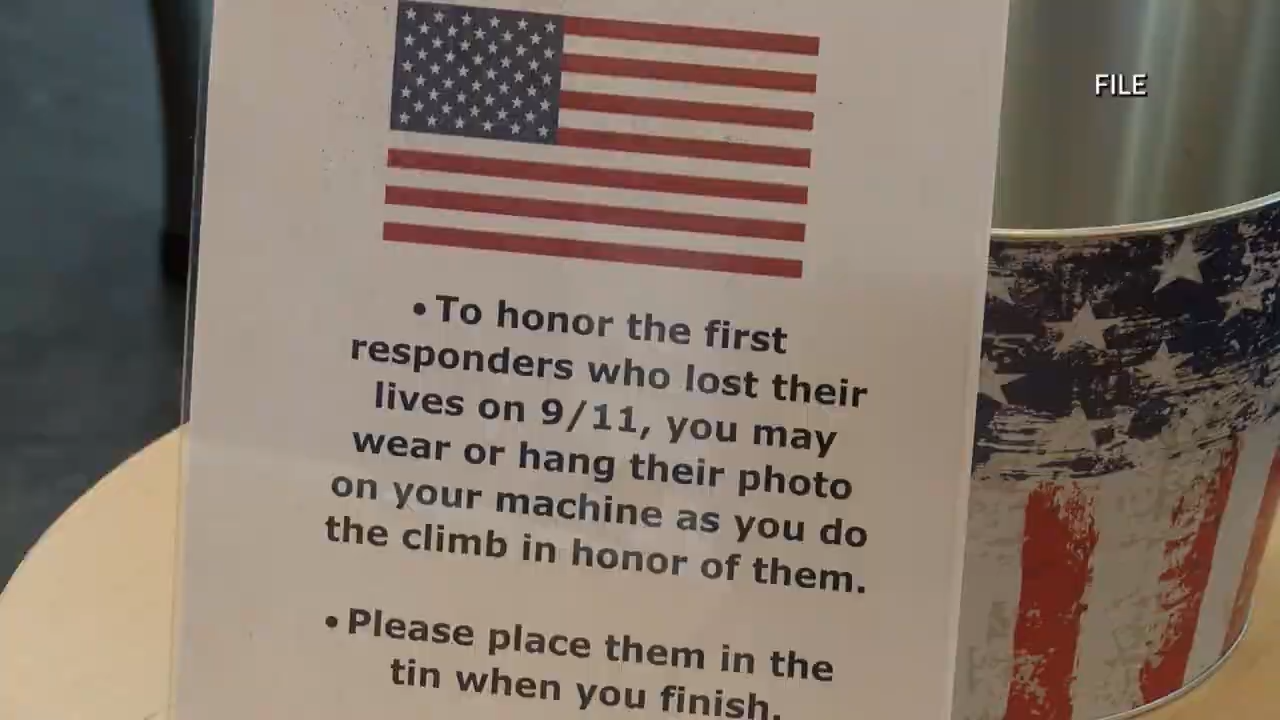 FILE
• To honor the first
responders who lost their
lives on 9/11, you may
wear or hang their photo
on your machine as you do
the climb in honor of them.
• Please place them in the
tin when you finish.